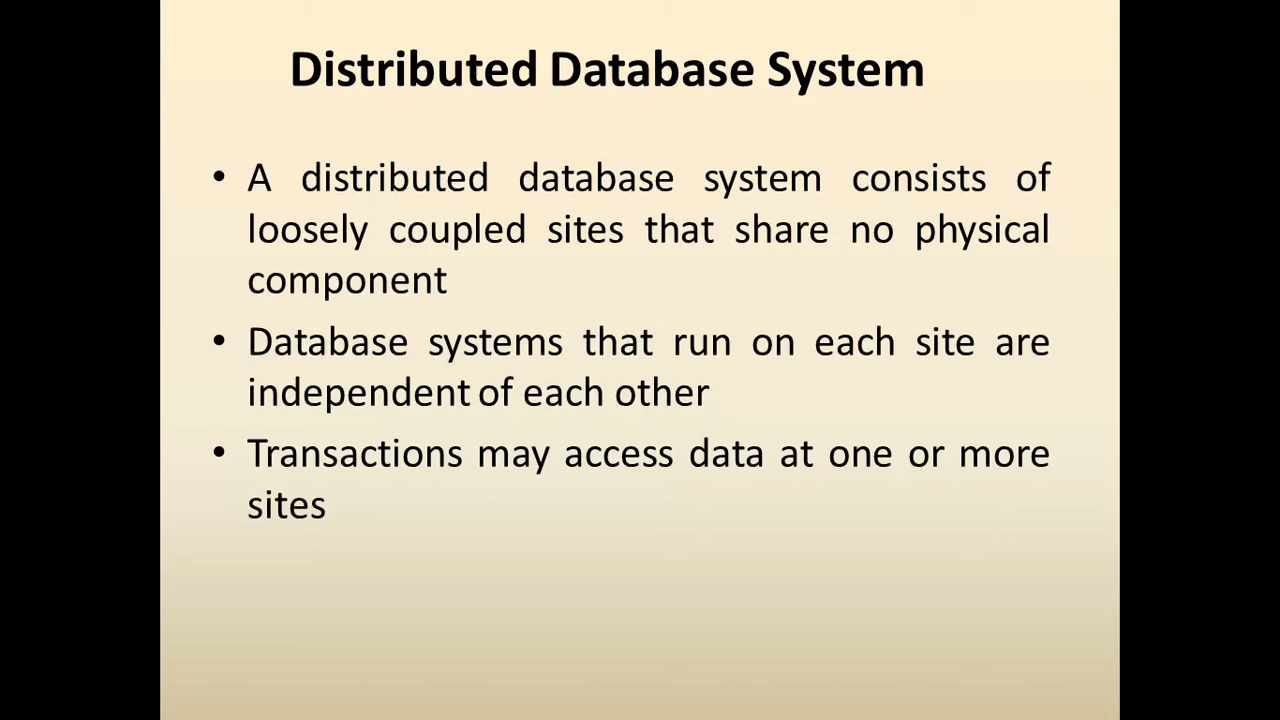 Distributed Database System
• A distributed database system consists of
loosely coupled sites that share no physical
component
• Database systems that run on each site are
independent of each other
• Transactions may access data at one or more
sites